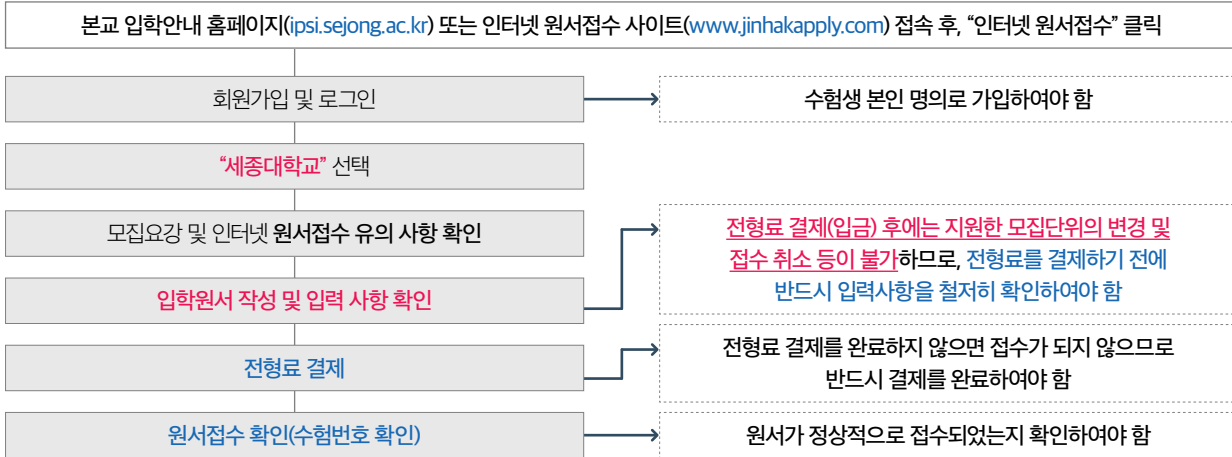 본교 입학안내 홈페이지(ipsi.sejong.ac.kr) 또는 인터넷 원서접수 사이트(www.jinhakapply.com) 접속 후, “인터넷 원서접수” 클릭
회원가입 및 로그인
수험생 본인 명의로 가입하여야 함
“세종대학교” 선택
모집요강 및 인터넷 원서접수 유의 사항 확인
입학원서 작성 및 입력 사항 확인
전형료 결제(입금) 후에는 지원한 모집단위의 변경 및
접수 취소 등이 불가하므로, 전형료를 결제하기 전에
반드시 입력사항을 철저히 확인하여야 함
전형료 결제
전형료 결제를 완료하지 않으면 접수가 되지 않으므로
반드시 결제를 완료하여야 함
원서접수 확인(수험번호 확인)
원서가 정상적으로 접수되었는지 확인하여야 함